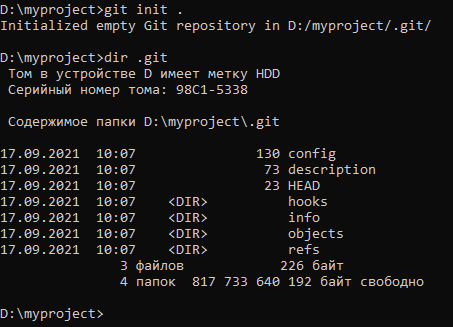 D:\myproject>git init .
Initialized empty Git repository in D:/myproject/.git/
D:\myproject>dir .git
Том в устройстве D имеет метку HDD
Серийный номер тома: 98C1-5338
Содержимое папки D:\myproject\.git
17.09.2021  10:07               130 config
17.09.2021  10:07                73 description
17.09.2021  10:07                23 HEAD
17.09.2021  10:07    <DIR>          hooks
17.09.2021  10:07    <DIR>          info
17.09.2021  10:07    <DIR>          objects
17.09.2021  10:07    <DIR>          refs
3 файлов            226 байт
4 папок  817 733 640 192 байт свободно
D:\myproject>